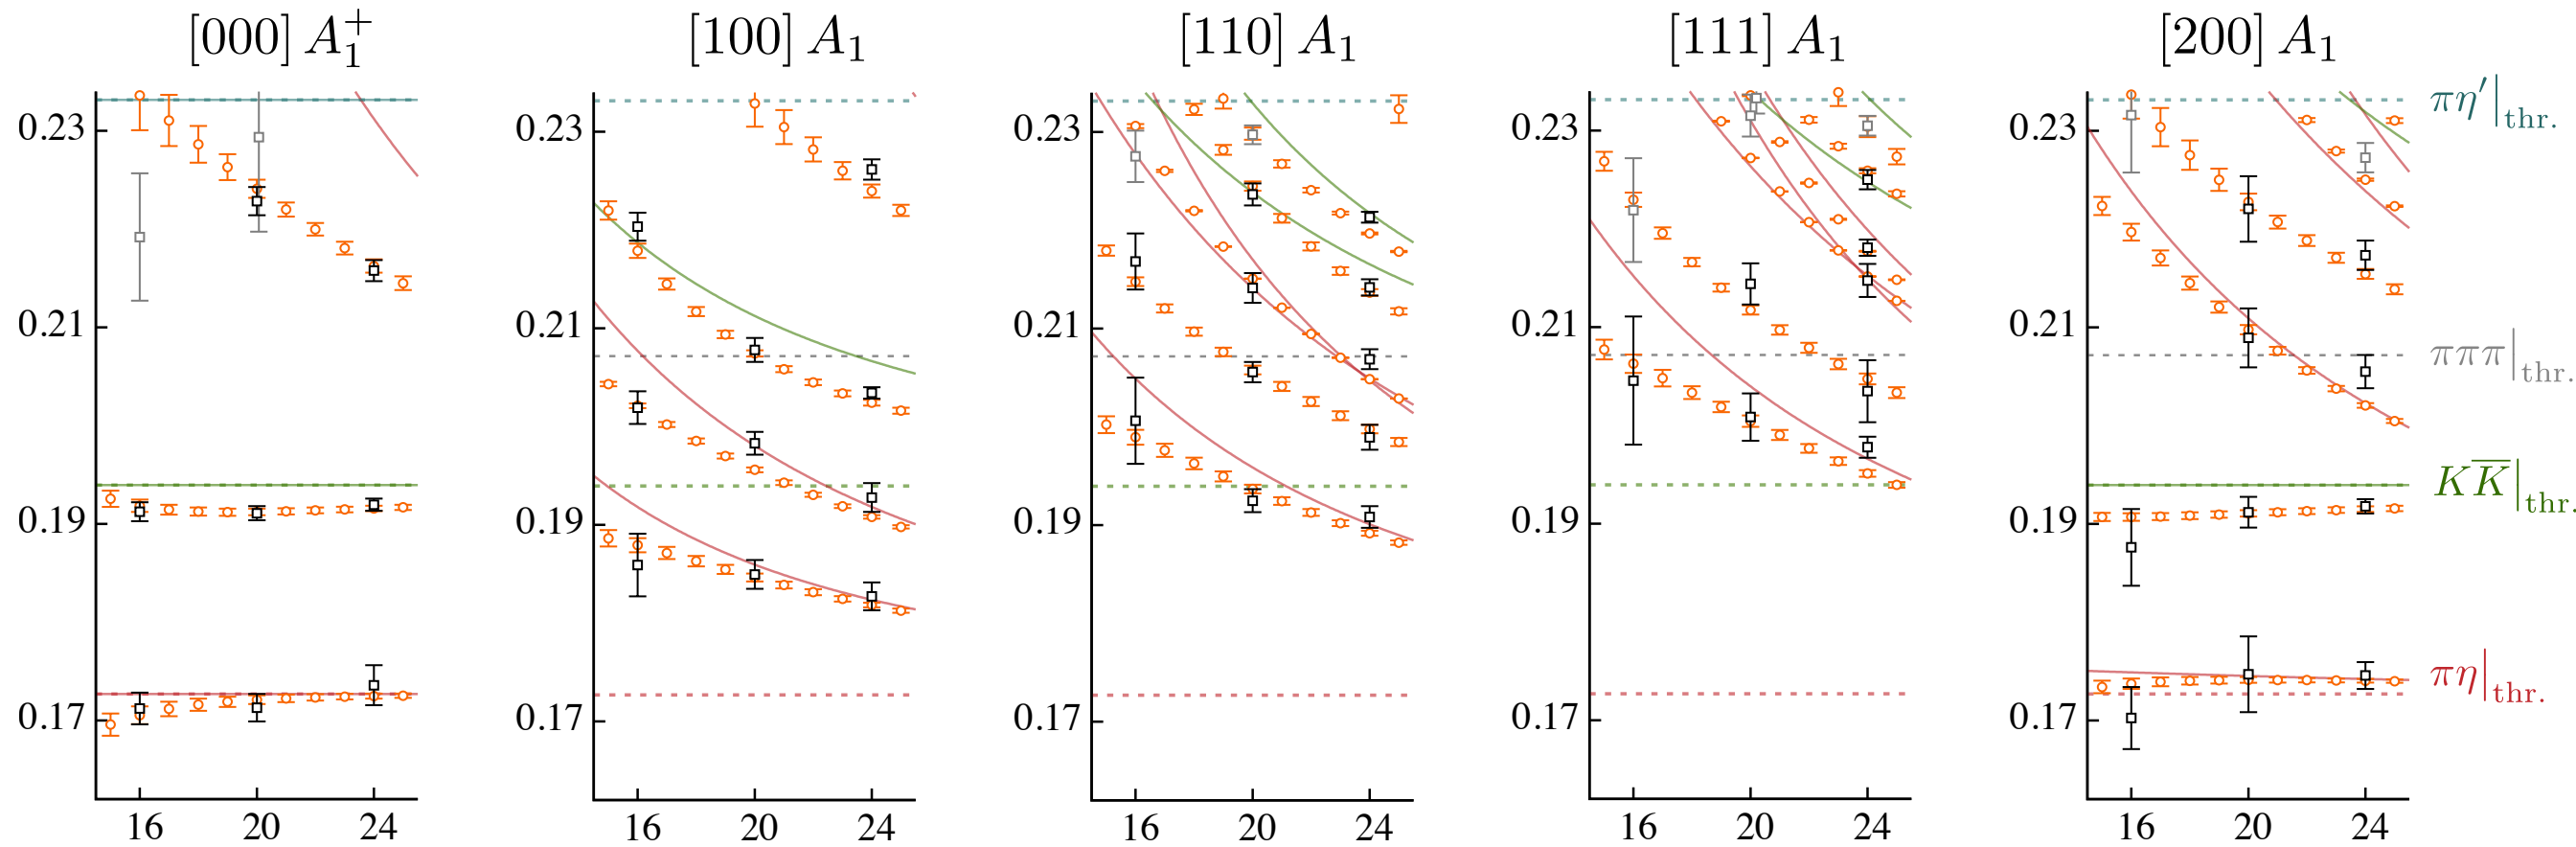 [000] A₁⁺ [100] A₁ [110] A₁ [111] A₁ [200] A₁
πη′|thr.
0.23 0.23 0.23 0.23 0.23
0.21 0.21 0.21 0.21 0.21
πππ|thr.
KK̅|thr.
0.19 0.19 0.19 0.19 0.19
πη|thr.
0.17 0.17 0.17 0.17 0.17
16 20 24 16 20 24 16 20 24 16 20 24 16 20 24